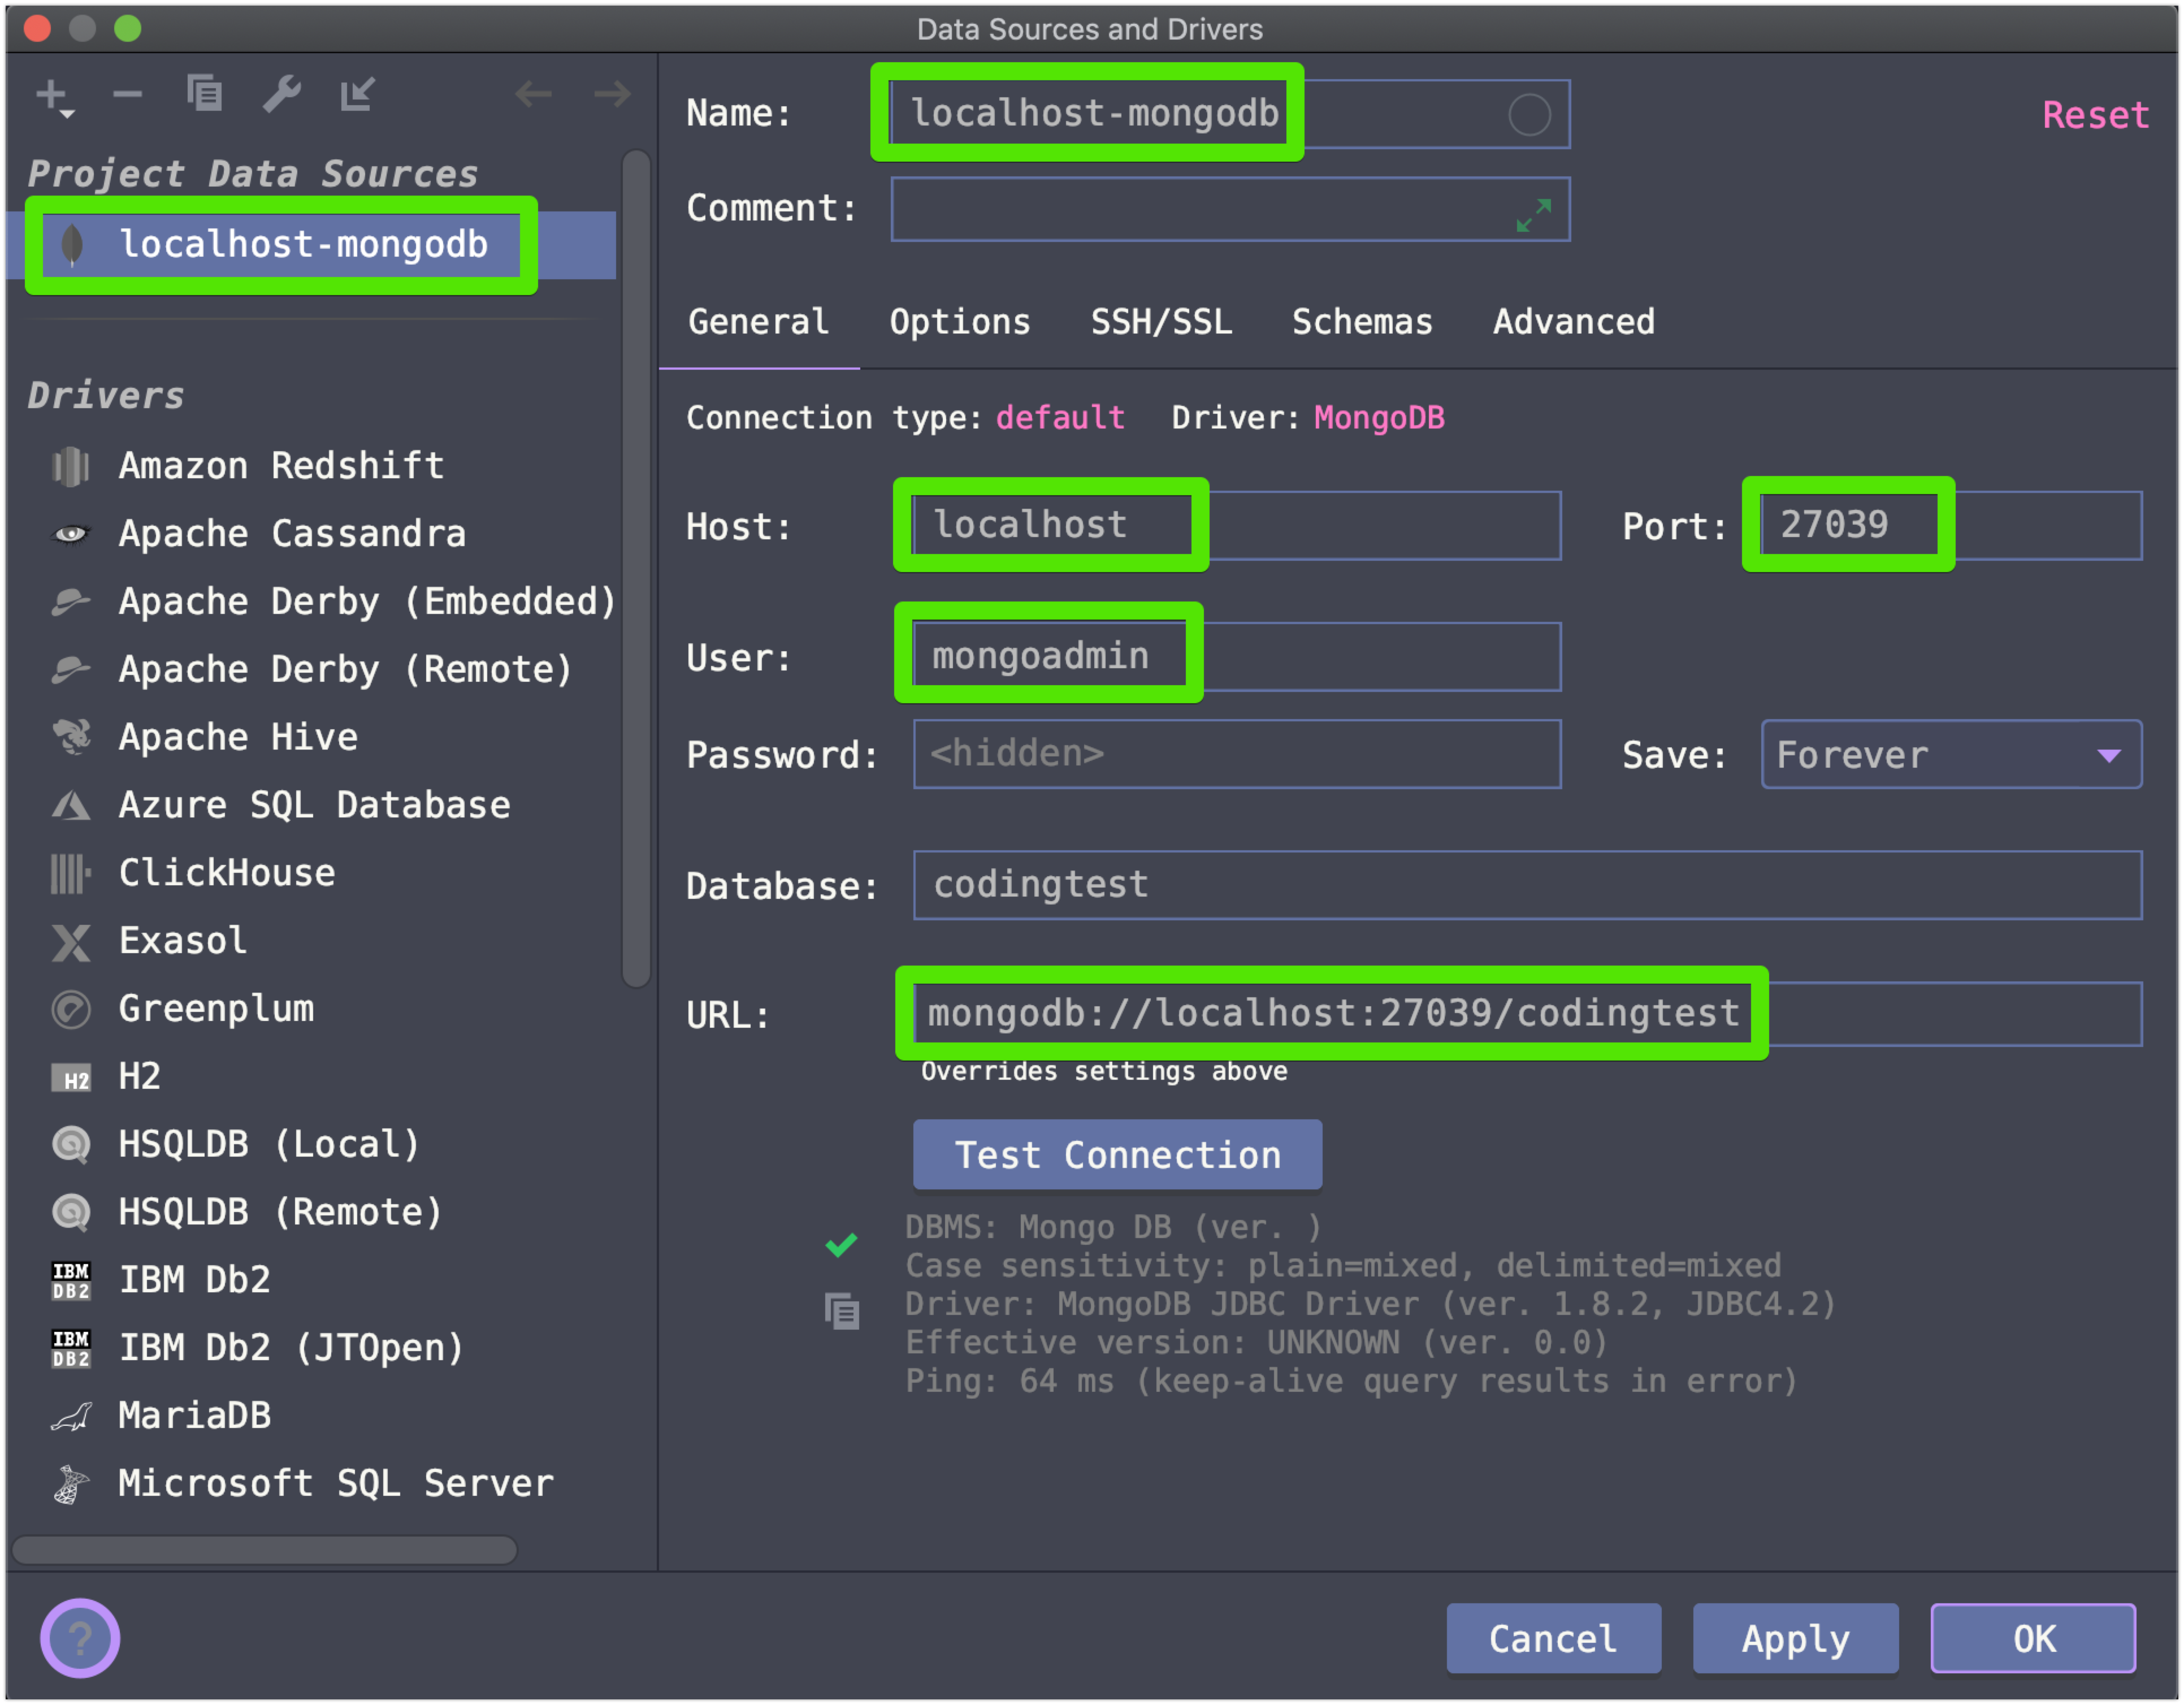 Data Sources and Drivers
Project Data Sources
localhost-mongodb
Drivers
Amazon Redshift
Apache Cassandra
Apache Derby (Embedded)
Apache Derby (Remote)
Apache Hive
Azure SQL Database
ClickHouse
Exasol
Greenplum
H2 H2
HSQLDB (Local)
HSQLDB (Remote)
IBM DB2 IBM Db2
IBM DB2 IBM Db2 (JTOpen)
MariaDB
Microsoft SQL Server
?
Name: localhost-mongodb
Reset
Comment:
General Options SSH/SSL Schemas Advanced
Connection type: default Driver: MongoDB
Host: localhost Port: 27039
User: mongoadmin
Password: <hidden> Save: Forever
Database: codingtest
URL: mongodb://localhost:27039/codingtest
Overrides settings above
Test Connection
DBMS: Mongo DB (ver. )
Case sensitivity: plain=mixed, delimited=mixed
Driver: MongoDB JDBC Driver (ver. 1.8.2, JDBC4.2)
Effective version: UNKNOWN (ver. 0.0)
Ping: 64 ms (keep-alive query results in error)
Cancel Apply OK